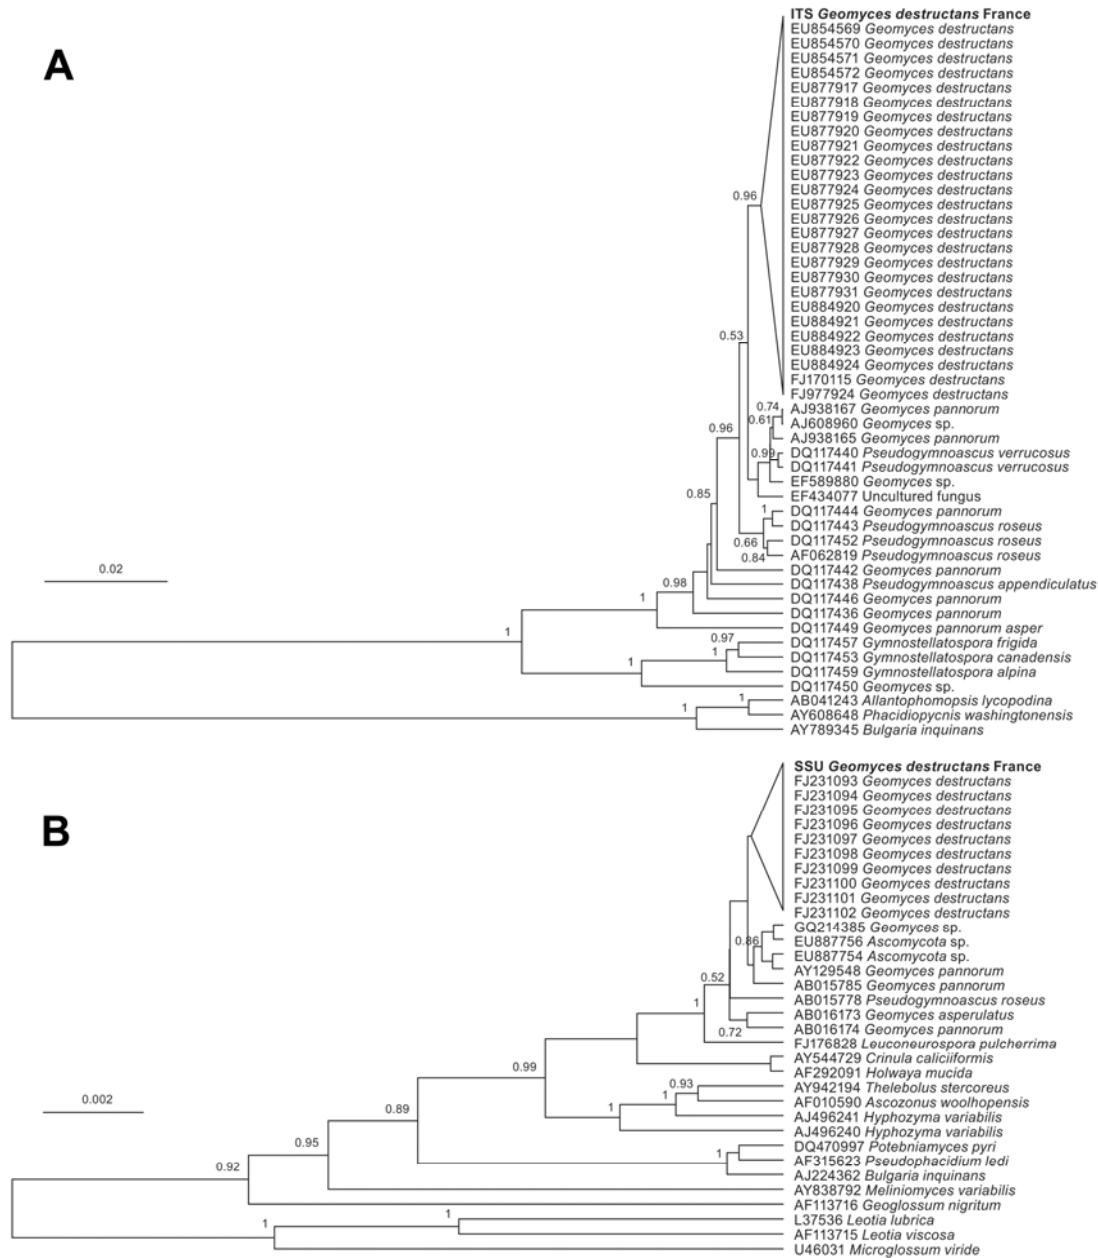 A
ITS Geomyces destructans France
EU854569 Geomyces destructans
EU854570 Geomyces destructans
EU854571 Geomyces destructans
EU854572 Geomyces destructans
EU877917 Geomyces destructans
EU877918 Geomyces destructans
EU877919 Geomyces destructans
EU877920 Geomyces destructans
EU877921 Geomyces destructans
EU877922 Geomyces destructans
EU877923 Geomyces destructans
EU877924 Geomyces destructans
0.96
EU877925 Geomyces destructans
EU877926 Geomyces destructans
EU877927 Geomyces destructans
EU877928 Geomyces destructans
EU877929 Geomyces destructans
EU877930 Geomyces destructans
EU877931 Geomyces destructans
EU884920 Geomyces destructans
EU884921 Geomyces destructans
0.53
EU884922 Geomyces destructans
EU884923 Geomyces destructans
EU884924 Geomyces destructans
FJ170115 Geomyces destructans
FJ977924 Geomyces destructans
0.74
AJ938167 Geomyces pannorum
0.61
AJ608960 Geomyces sp.
0.96
AJ938165 Geomyces pannorum
0.99
DQ117440 Pseudogymnoascus verrucosus
DQ117441 Pseudogymnoascus verrucosus
EF589880 Geomyces sp.
0.85
EF434077 Uncultured fungus
1
DQ117444 Geomyces pannorum
DQ117443 Pseudogymnoascus roseus
0.66
DQ117452 Pseudogymnoascus roseus
0.84
AF062819 Pseudogymnoascus roseus
0.02
DQ117442 Geomyces pannorum
0.98
DQ117438 Pseudogymnoascus appendiculatus
1
DQ117446 Geomyces pannorum
DQ117436 Geomyces pannorum
1
DQ117449 Geomyces pannorum asper
0.97
DQ117457 Gymnostellatospora frigida
1
1
DQ117453 Gymnostellatospora canadensis
DQ117459 Gymnostellatospora alpina
DQ117450 Geomyces sp.
1
AB041243 Allantophomopsis lycopodina
1
AY608648 Phacidiopycnis washingtonensis
AY789345 Bulgaria inquinans
B
SSU Geomyces destructans France
FJ231093 Geomyces destructans
FJ231094 Geomyces destructans
FJ231095 Geomyces destructans
FJ231096 Geomyces destructans
FJ231097 Geomyces destructans
FJ231098 Geomyces destructans
FJ231099 Geomyces destructans
FJ231100 Geomyces destructans
FJ231101 Geomyces destructans
FJ231102 Geomyces destructans
GQ214385 Geomyces sp.
0.86
EU887756 Ascomycota sp.
EU887754 Ascomycota sp.
AY129548 Geomyces pannorum
0.52
AB015785 Geomyces pannorum
1
AB015778 Pseudogymnoascus roseus
AB016173 Geomyces asperulatus
0.72
AB016174 Geomyces pannorum
FJ176828 Leuconeurospora pulcherrima
AY544729 Crinula caliciiformis
0.99
AF292091 Holwaya mucida
0.93
AY942194 Thelebolus stercoreus
1
AF010590 Ascozonus woolhopensis
0.002
0.89
1
AJ496241 Hyphozyma variabilis
AJ496240 Hyphozyma variabilis
0.95
DQ470997 Potebniamyces pyri
1
AF315623 Pseudophacidium ledi
0.92
AJ224362 Bulgaria inquinans
AY838792 Meliniomyces variabilis
AF113716 Geoglossum nigritum
1
L37536 Leotia lubrica
1
AF113715 Leotia viscosa
U46031 Microglossum viride